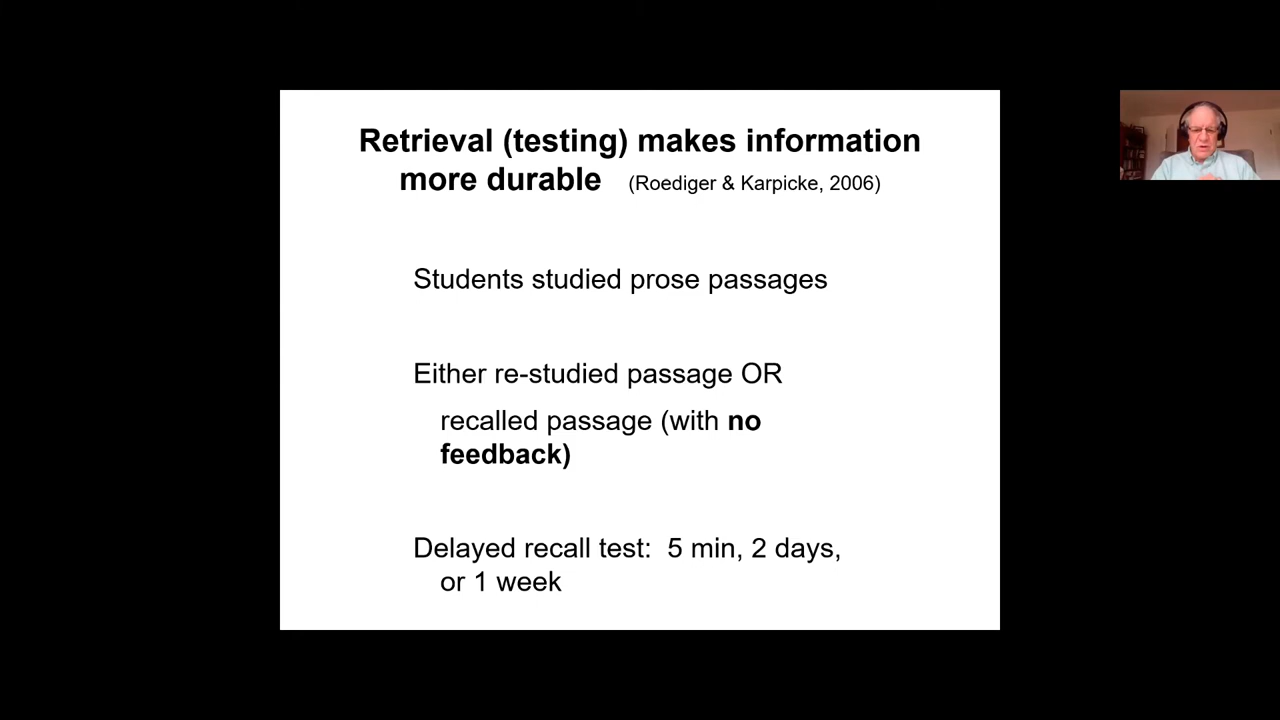 Retrieval (testing) makes information
more durable (Roediger & Karpicke, 2006)
Students studied prose passages
Either re-studied passage OR
recalled passage (with no
feedback)
Delayed recall test: 5 min, 2 days,
or 1 week